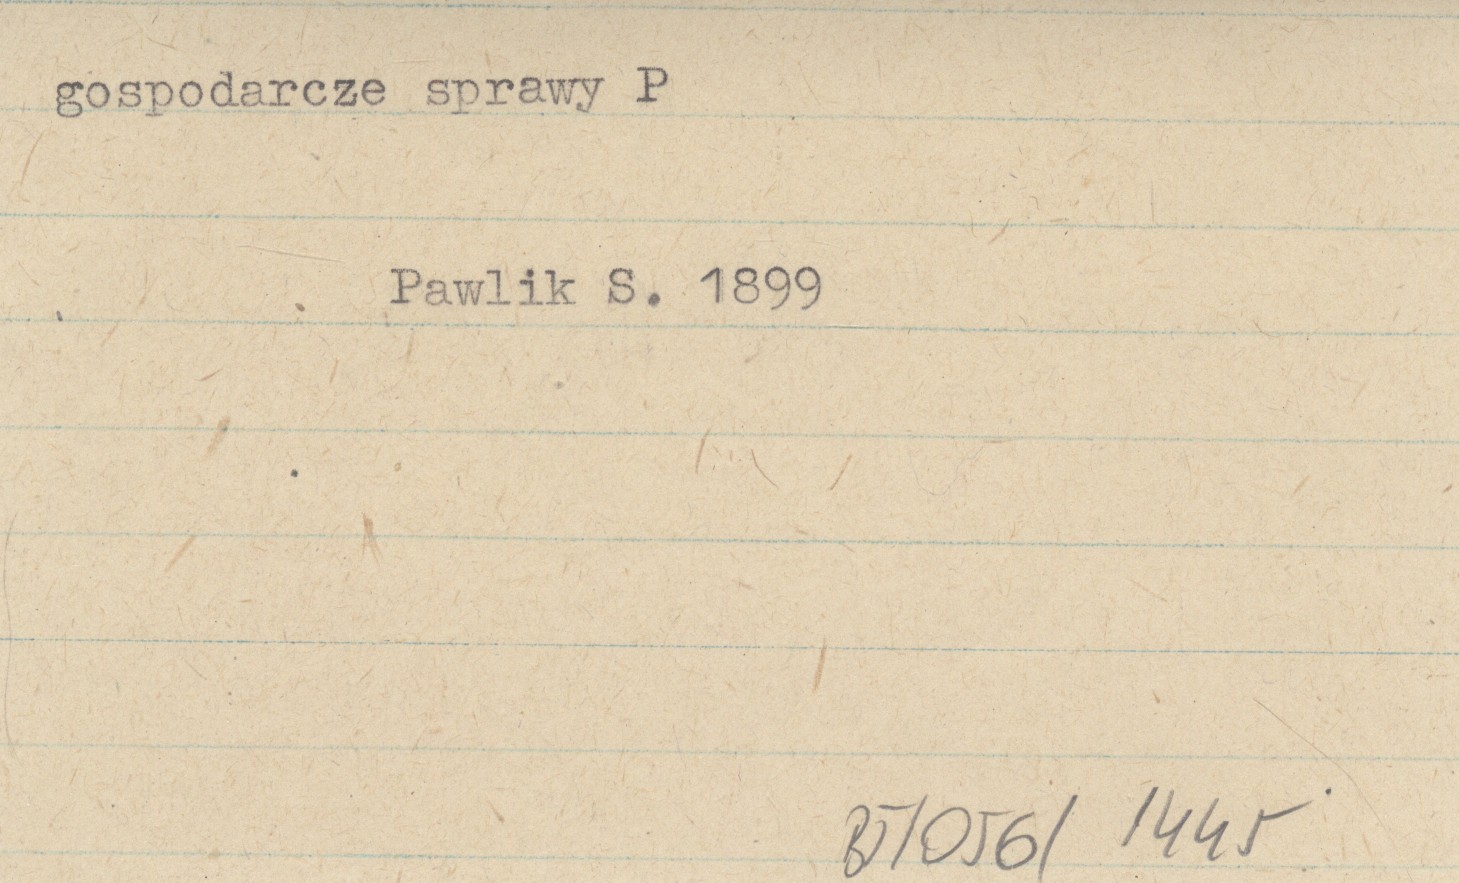 gospodarcze sprawy P
Pawlik S. 1899
BJ/056/ 1445